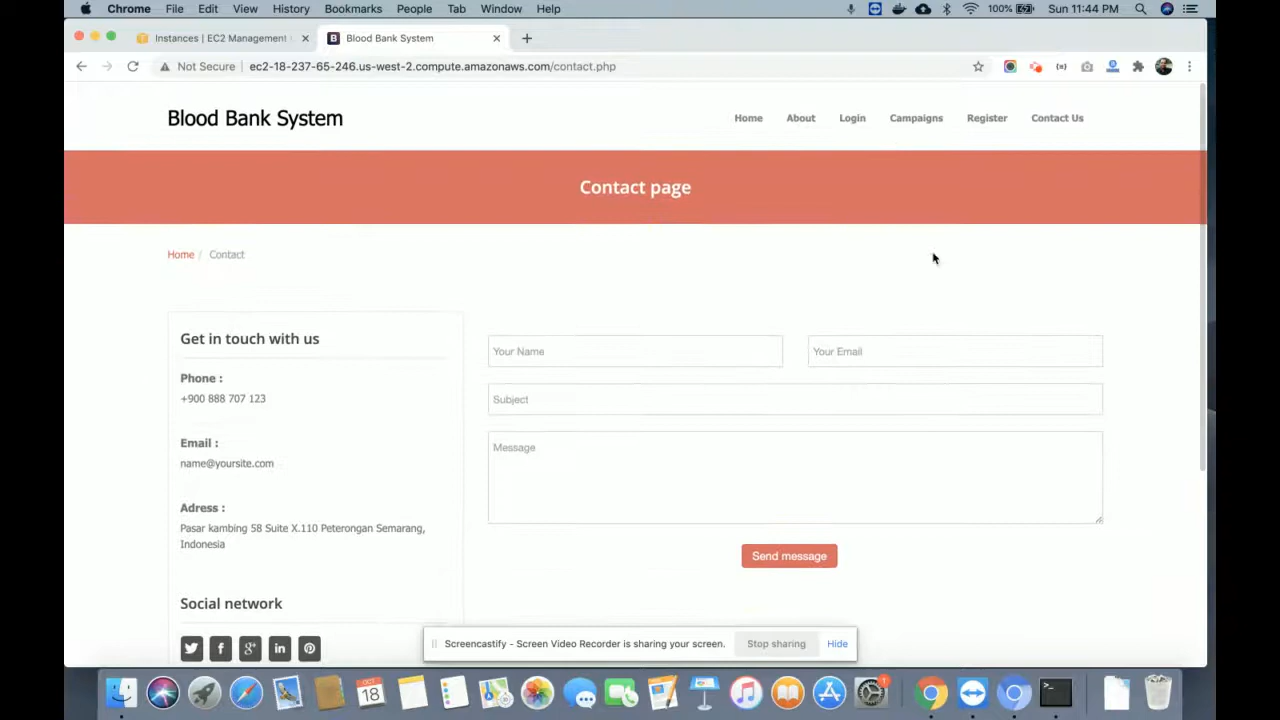 Chrome File Edit View History Bookmarks People Tab Window Help 100% Sun 11:44 PM
Instances | EC2 Management
Blood Bank System
Not Secure ec2-18-237-65-246.us-west-2.compute.amazonaws.com/contact.php
Blood Bank System
Home About Login Campaigns Register Contact Us
Contact page
Home / Contact
Get in touch with us
Phone :
+900 888 707 123
Email :
name@yoursite.com
Adress :
Pasar kambing 58 Suite X.110 Peterongan Semarang,
Indonesia
Social network
Your Name
Your Email
Subject
Message
Send message
Screencastify - Screen Video Recorder is sharing your screen. Stop sharing Hide
OCT
18
1